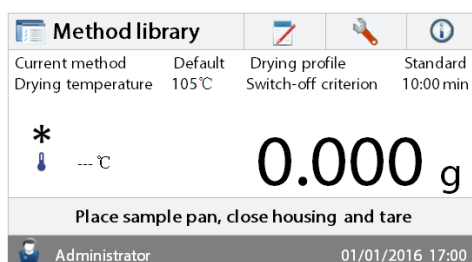 Method library
Current method Default Drying profile Standard
Drying temperature 105℃ Switch-off criterion 10:00 min
*
--- ℃ 0.000 g
Place sample pan, close housing and tare
Administrator 01/01/2016 17:00